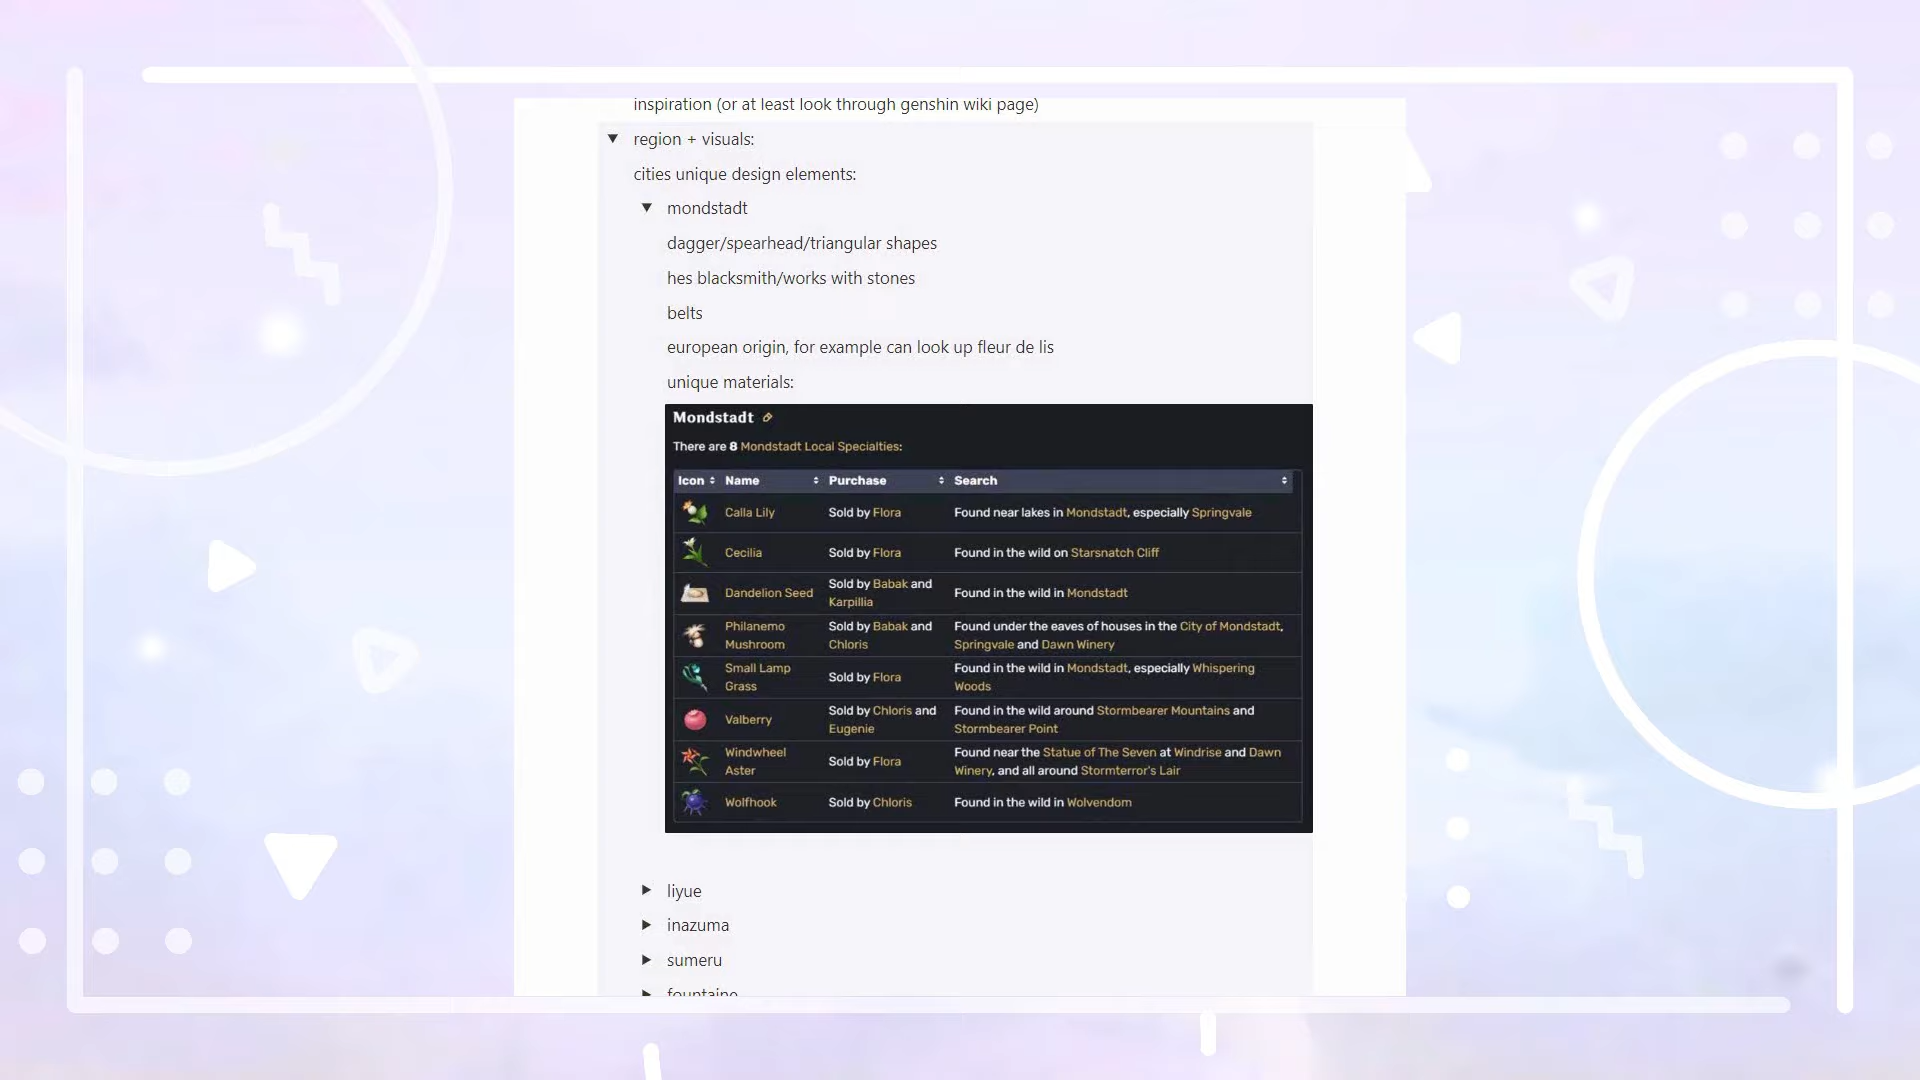 inspiration (or at least look through genshin wiki page)
region + visuals:
cities unique design elements:
mondstadt
dagger/spearhead/triangular shapes
hes blacksmith/works with stones
belts
european origin, for example can look up fleur de lis
unique materials:
Mondstadt
There are 8 Mondstadt Local Specialties:
Icon Name Purchase Search
Calla Lily Sold by Flora Found near lakes in Mondstadt, especially Springvale
Cecilia Sold by Flora Found in the wild on Starsnatch Cliff
Dandelion Seed Sold by Babak and Karpillia Found in the wild in Mondstadt
Philanemo Mushroom Sold by Babak and Chloris Found under the eaves of houses in the City of Mondstadt, Springvale and Dawn Winery
Small Lamp Grass Sold by Flora Found in the wild in Mondstadt, especially Whispering Woods
Valberry Sold by Chloris and Eugenie Found in the wild around Stormbearer Mountains and Stormbearer Point
Windwheel Aster Sold by Flora Found near the Statue of The Seven at Windrise and Dawn Winery, and all around Stormterror's Lair
Wolfhook Sold by Chloris Found in the wild in Wolvendom
liyue
inazuma
sumeru
fountaine